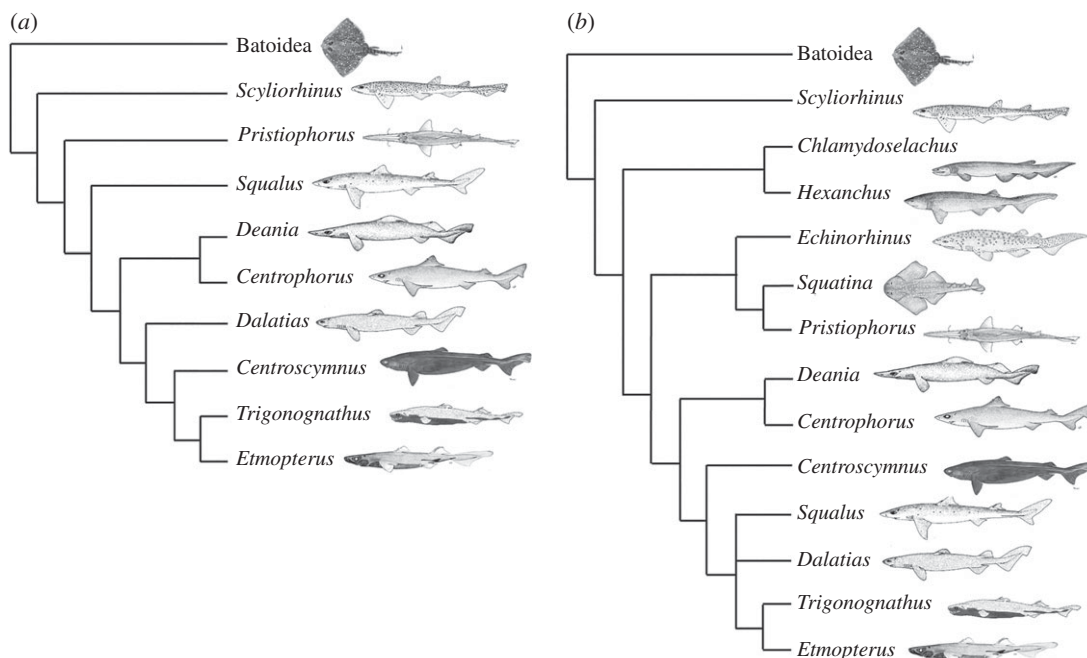 (a)
Batoidea
Scyliorhinus
Pristiophorus
Squalus
Deania
Centrophorus
Dalatias
Centroscymnus
Trigonognathus
Etmopterus
(b)
Batoidea
Scyliorhinus
Chlamydoselachus
Hexanchus
Echinorhinus
Squatina
Pristiophorus
Deania
Centrophorus
Centroscymnus
Squalus
Dalatias
Trigonognathus
Etmopterus